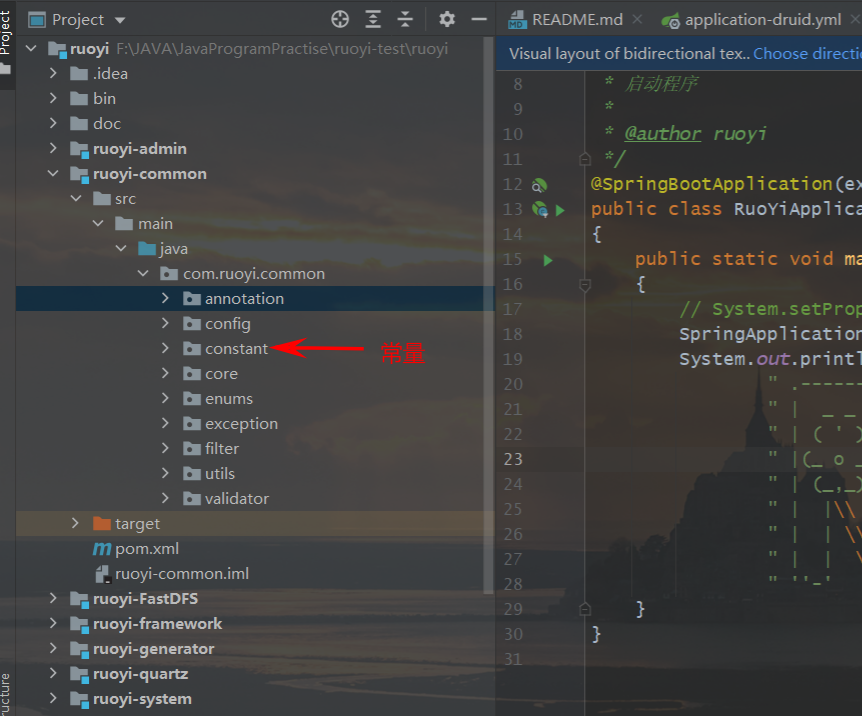 Project
README.md
application-druid.yml
Project
ruoyi F:\JAVA\JavaProgramPractise\ruoyi-test\ruoyi
.idea
bin
doc
ruoyi-admin
ruoyi-common
src
main
java
com.ruoyi.common
annotation
config
constant
常量
core
enums
exception
filter
utils
validator
target
pom.xml
ruoyi-common.iml
ruoyi-FastDFS
ruoyi-framework
ruoyi-generator
ruoyi-quartz
ruoyi-system
ructure
Visual layout of bidirectional tex.. Choose directi
8 * 启动程序
9 *
10 * @author ruoyi
11 */
12 @SpringBootApplication(ex
13 public class RuoYiApplica
14 {
15 public static void ma
16 {
17 // System.setProp
18 SpringApplication
19 System.out.printl
20 " .-------
21 " | _ _
22 " | ( ' )
23 " |(_ o _
24 " | (_,_)
25 " | |\\
26 " | | \\
27 " | | \
28 " ''-'
29 }
30 }
31